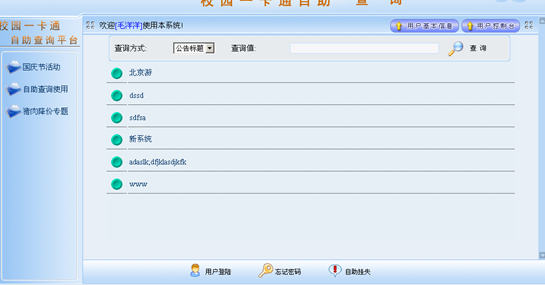 校园一卡通自助 查 询
校园一卡通
自助查询平台
国庆节活动
自助查询使用
猪肉降价专题
欢迎[毛洋洋]使用本系统!
用户基本信息
用户控制台
查询方式: 公告标题 查询值: 查 询
北京游
dssd
sdfsa
新系统
adaslk,dfjklasdjkfk
www
用户登陆 忘记密码 自助挂失